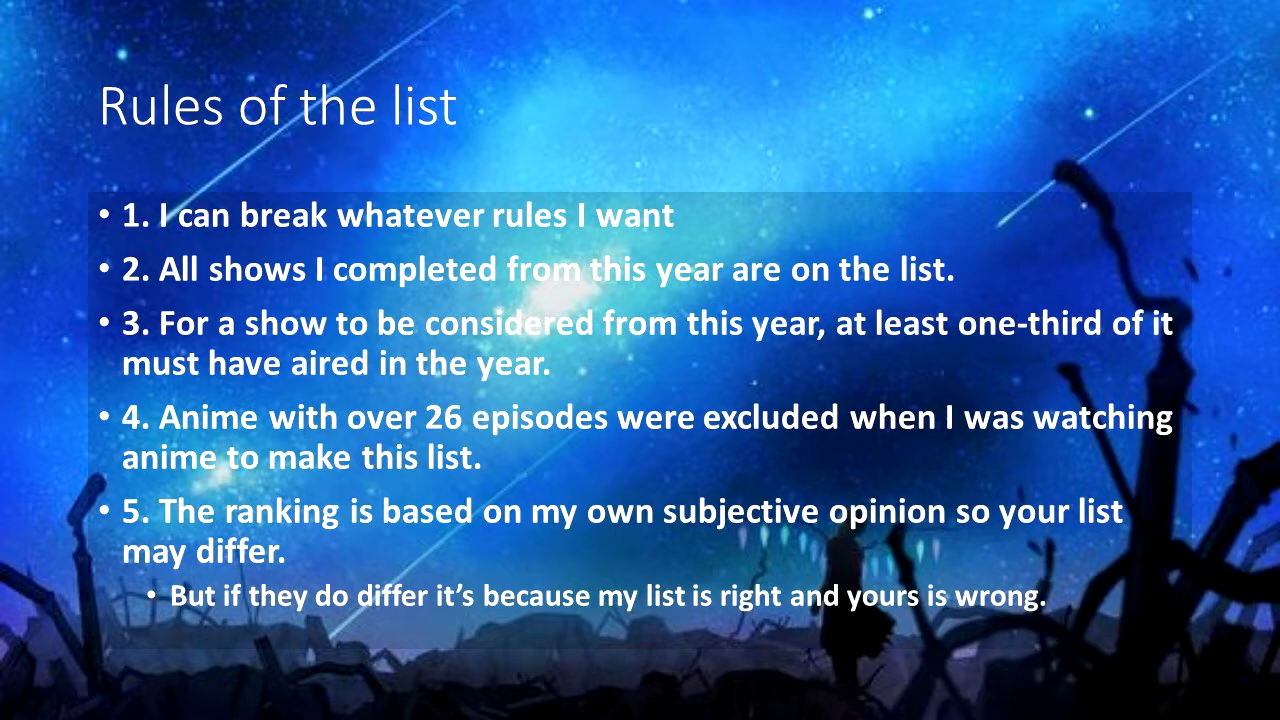 Rules of the list
• 1. I can break whatever rules I want
• 2. All shows I completed from this year are on the list.
• 3. For a show to be considered from this year, at least one-third of it
must have aired in the year.
• 4. Anime with over 26 episodes were excluded when I was watching
anime to make this list.
• 5. The ranking is based on my own subjective opinion so your list
may differ.
• But if they do differ it’s because my list is right and yours is wrong.